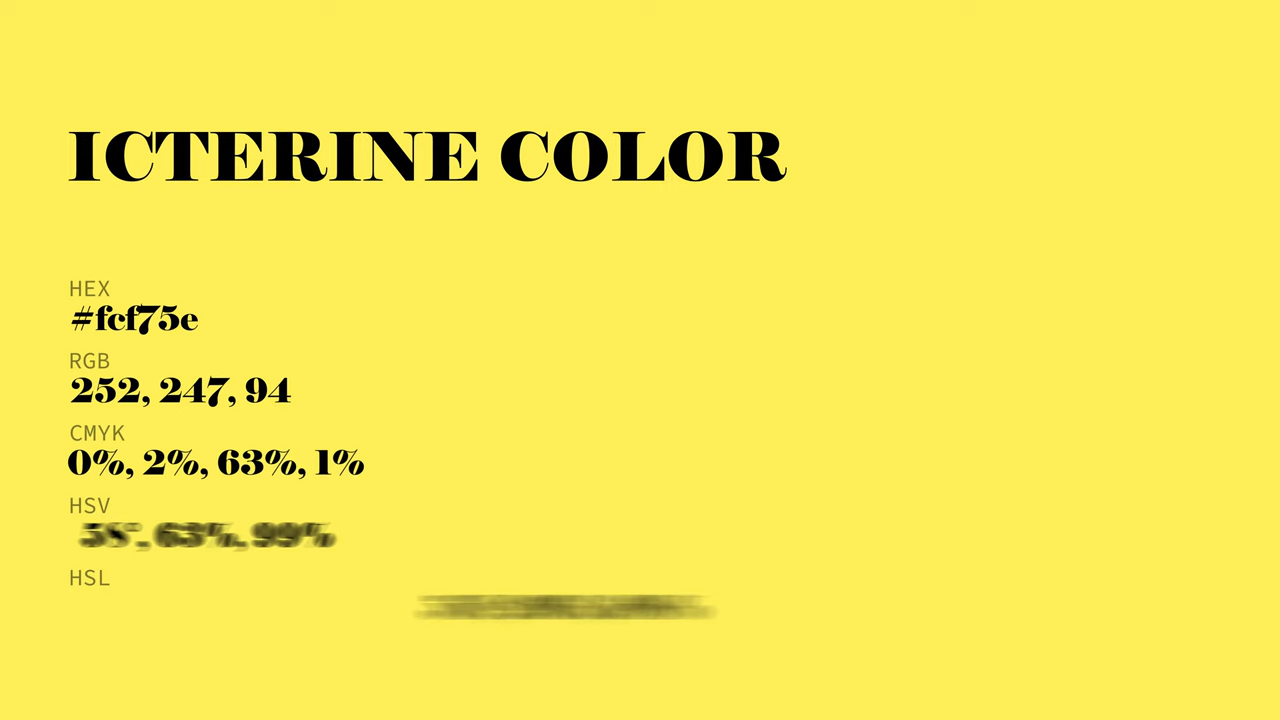 ICTERINE COLOR
HEX
#fcf75e
RGB
252, 247, 94
CMYK
0%, 2%, 63%, 1%
HSV
58°, 63%, 99%
HSL